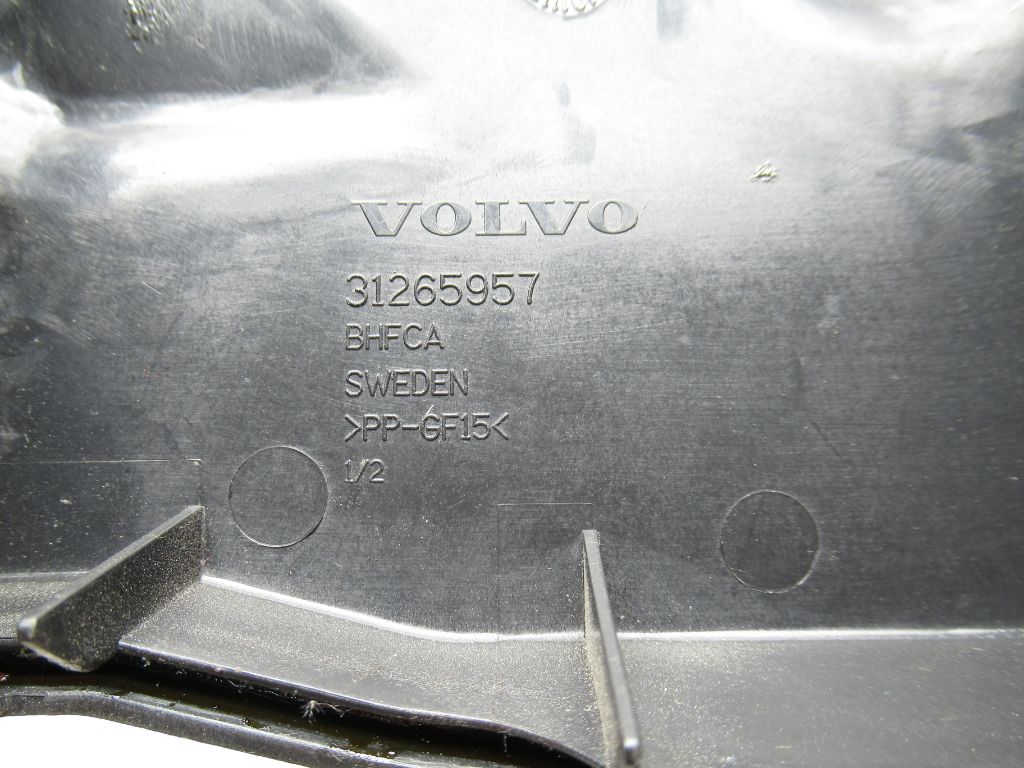 VOLVO
31265957
BHFCA
SWEDEN
>PP-GF15<
1/2